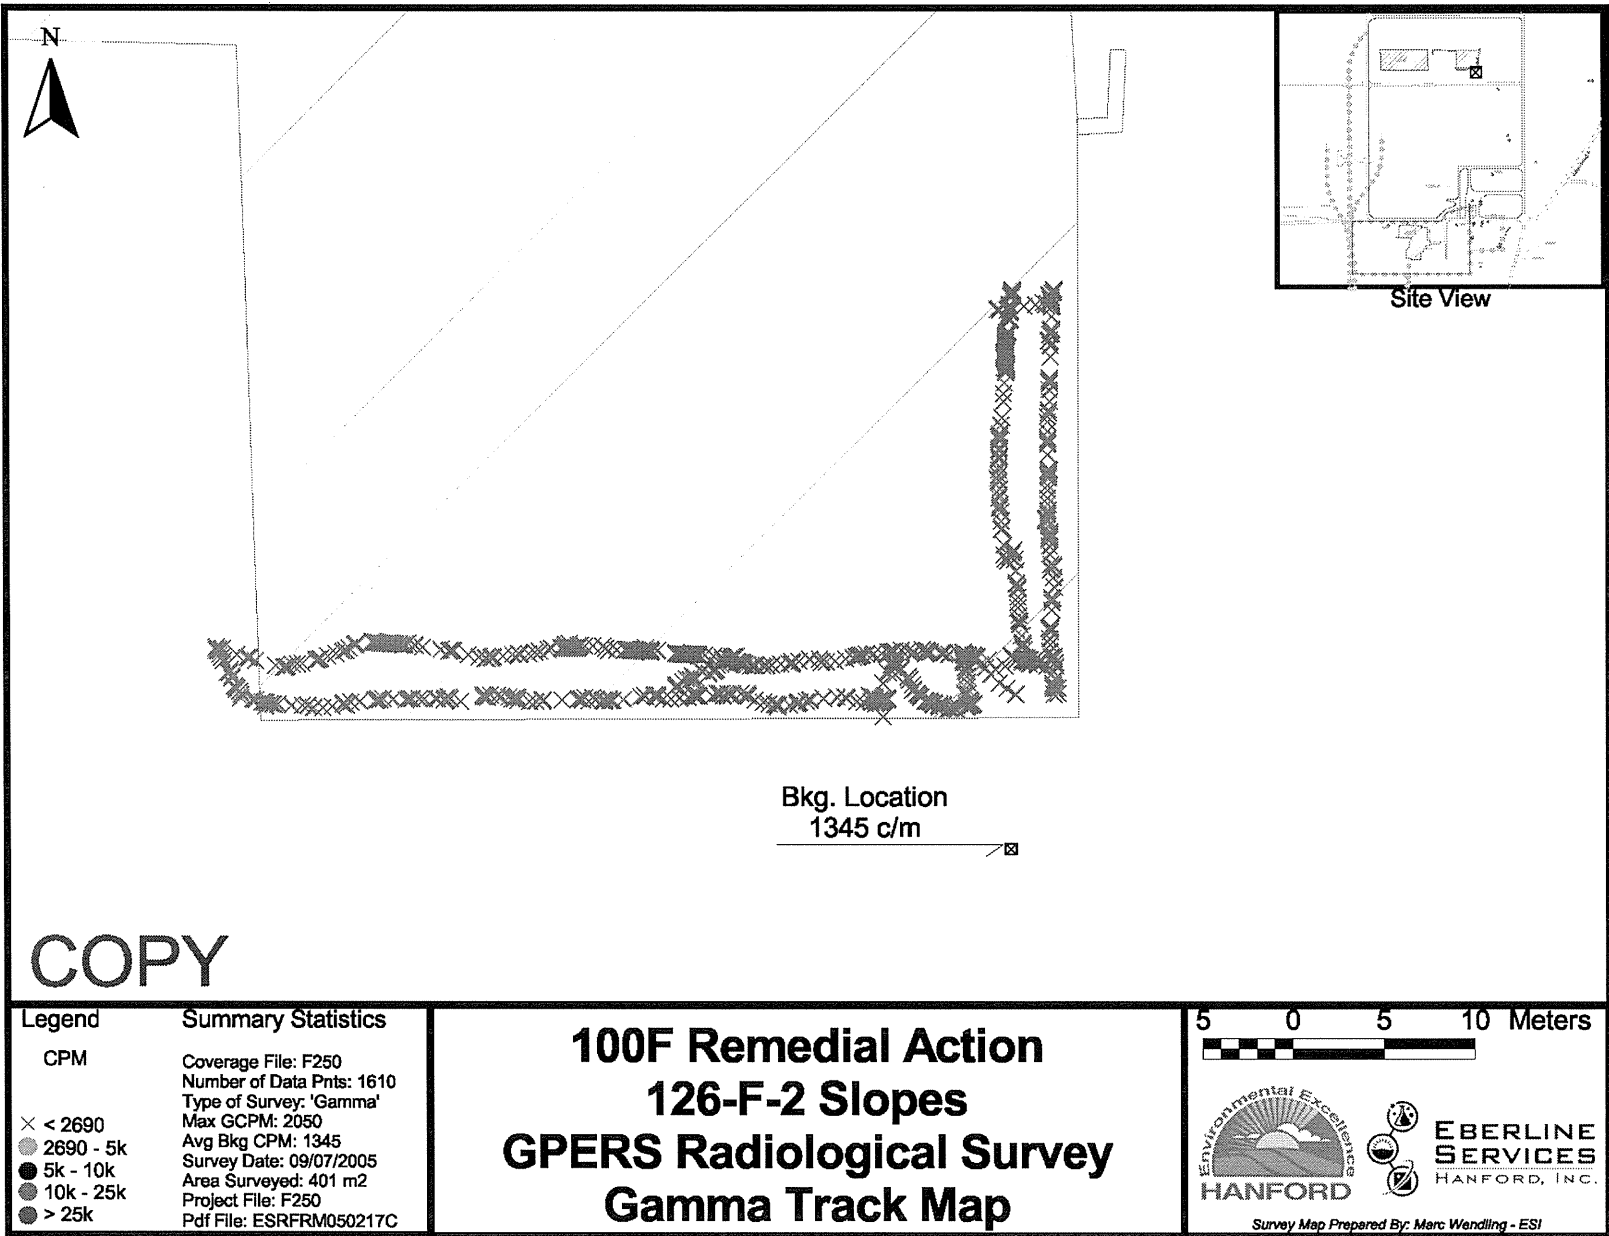 N
Site View
Bkg. Location
1345 c/m
COPY
Legend
CPM
× < 2690
2690 - 5k
5k - 10k
10k - 25k
> 25k
Summary Statistics
Coverage File: F250
Number of Data Pnts: 1610
Type of Survey: 'Gamma'
Max GCPM: 2050
Avg Bkg CPM: 1345
Survey Date: 09/07/2005
Area Surveyed: 401 m2
Project File: F250
Pdf File: ESRFRM050217C
100F Remedial Action
126-F-2 Slopes
GPERS Radiological Survey
Gamma Track Map
5 0 5 10 Meters
Environmental Excellence
HANFORD
EBERLINE
SERVICES
HANFORD, INC.
Survey Map Prepared By: Marc Wendling - ESI